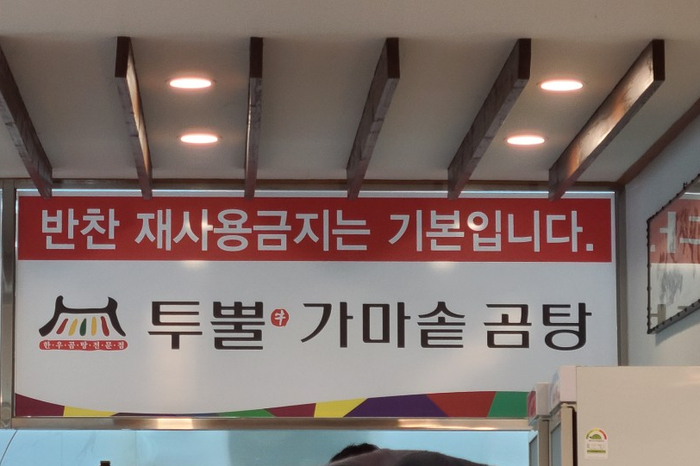 반찬 재사용금지는 기본입니다.
투뿔牛 가마솥 곰탕
한·우·곰·탕·전·문·점